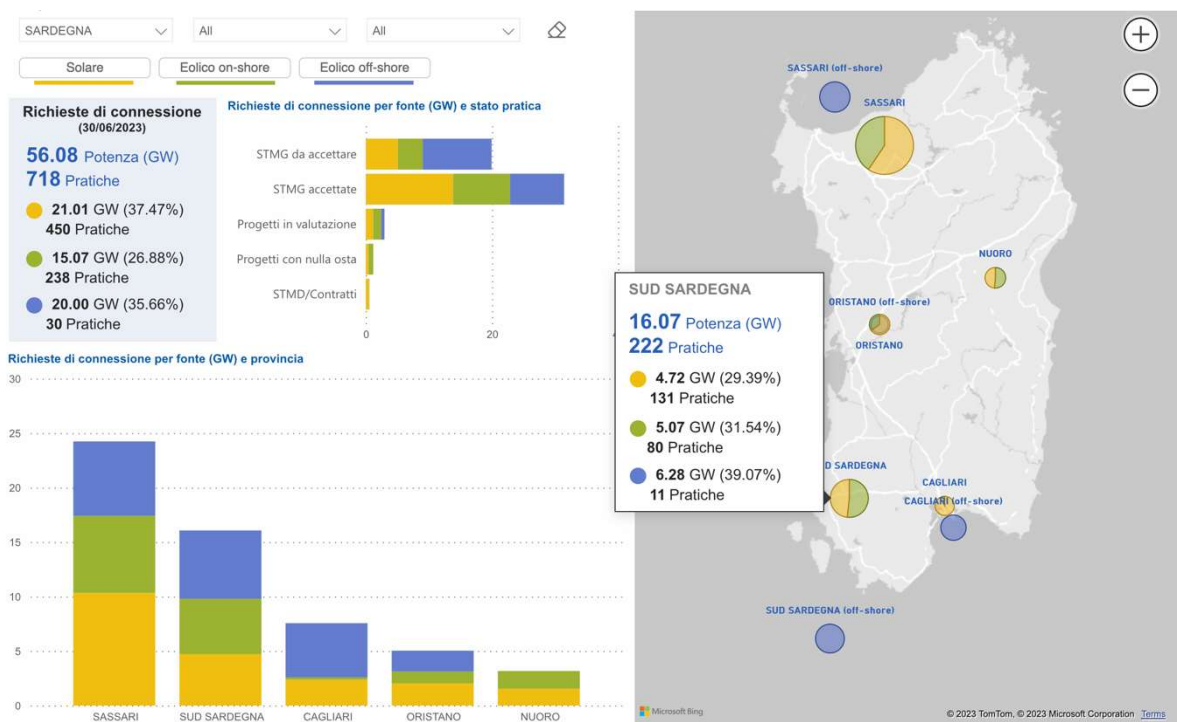 SARDEGNA
All
All
Solare
Eolico on-shore
Eolico off-shore
Richieste di connessione
(30/06/2023)
56.08 Potenza (GW)
718 Pratiche
21.01 GW (37.47%)
450 Pratiche
15.07 GW (26.88%)
238 Pratiche
20.00 GW (35.66%)
30 Pratiche
Richieste di connessione per fonte (GW) e stato pratica
STMG da accettare
STMG accettate
Progetti in valutazione
Progetti con nulla osta
STMD/Contratti
0
20
Richieste di connessione per fonte (GW) e provincia
30
25
20
15
10
5
0
SASSARI
SUD SARDEGNA
CAGLIARI
ORISTANO
NUORO
SUD SARDEGNA
16.07 Potenza (GW)
222 Pratiche
4.72 GW (29.39%)
131 Pratiche
5.07 GW (31.54%)
80 Pratiche
6.28 GW (39.07%)
11 Pratiche
SASSARI (off-shore)
SASSARI
NUORO
ORISTANO (off-shore)
ORISTANO
D SARDEGNA
CAGLIARI
CAGLIARI (off-shore)
SUD SARDEGNA (off-shore)
Microsoft Bing
© 2023 TomTom, © 2023 Microsoft Corporation Terms